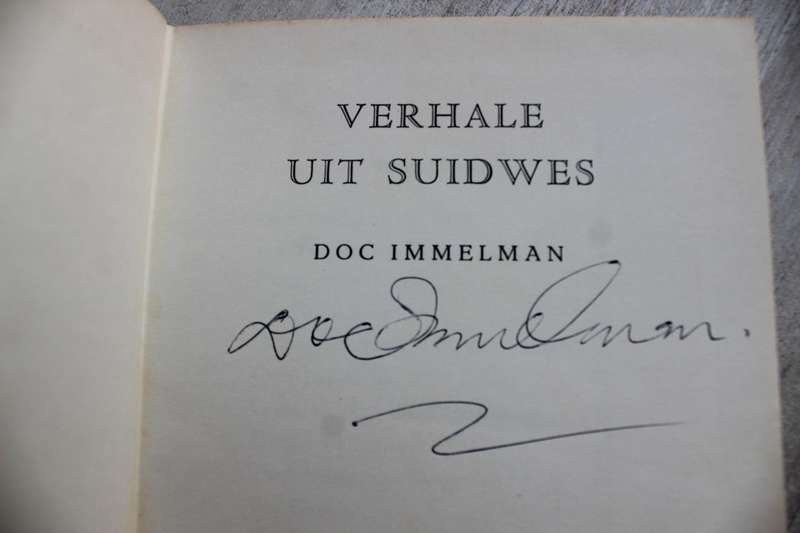 VERHALE
UIT SUIDWES
DOC IMMELMAN
Doc Immelman.